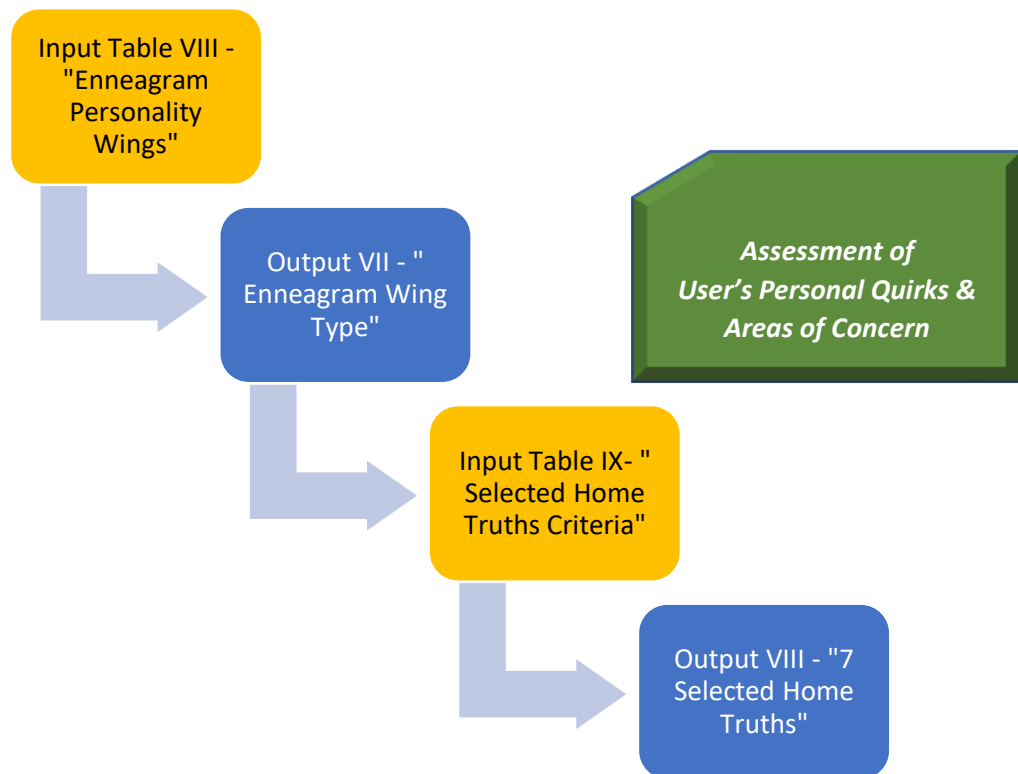 Input Table VIII -
"Enneagram
Personality
Wings"
Output VII - "
Enneagram Wing
Type"
Assessment of
User’s Personal Quirks &
Areas of Concern
Input Table IX- "
Selected Home
Truths Criteria"
Output VIII - "7
Selected Home
Truths"